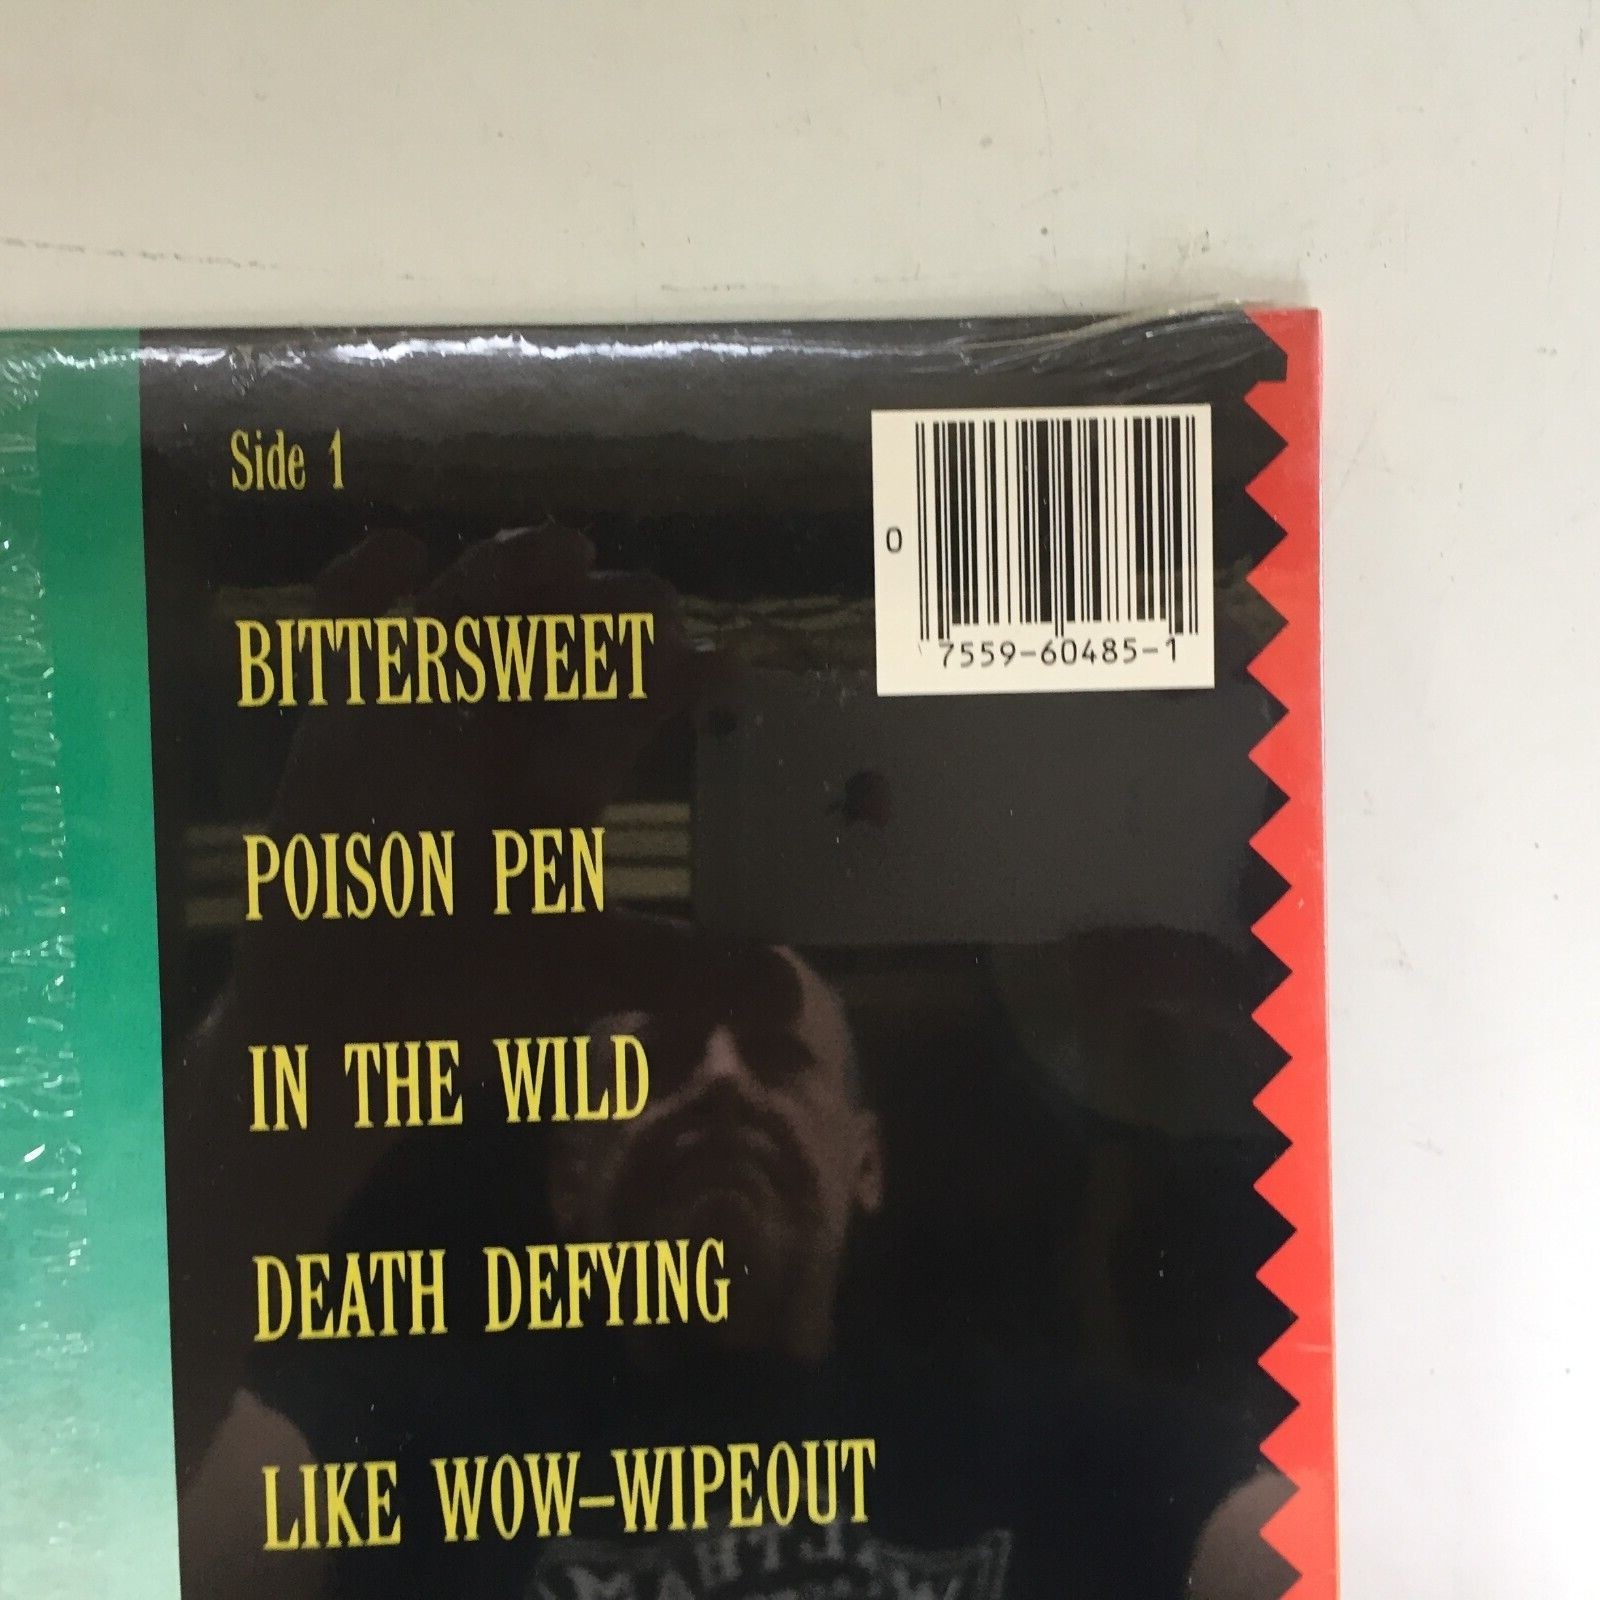 Side 1
0
7559-60485-1
BITTERSWEET
POISON PEN
IN THE WILD
DEATH DEFYING
LIKE WOW–WIPEOUT